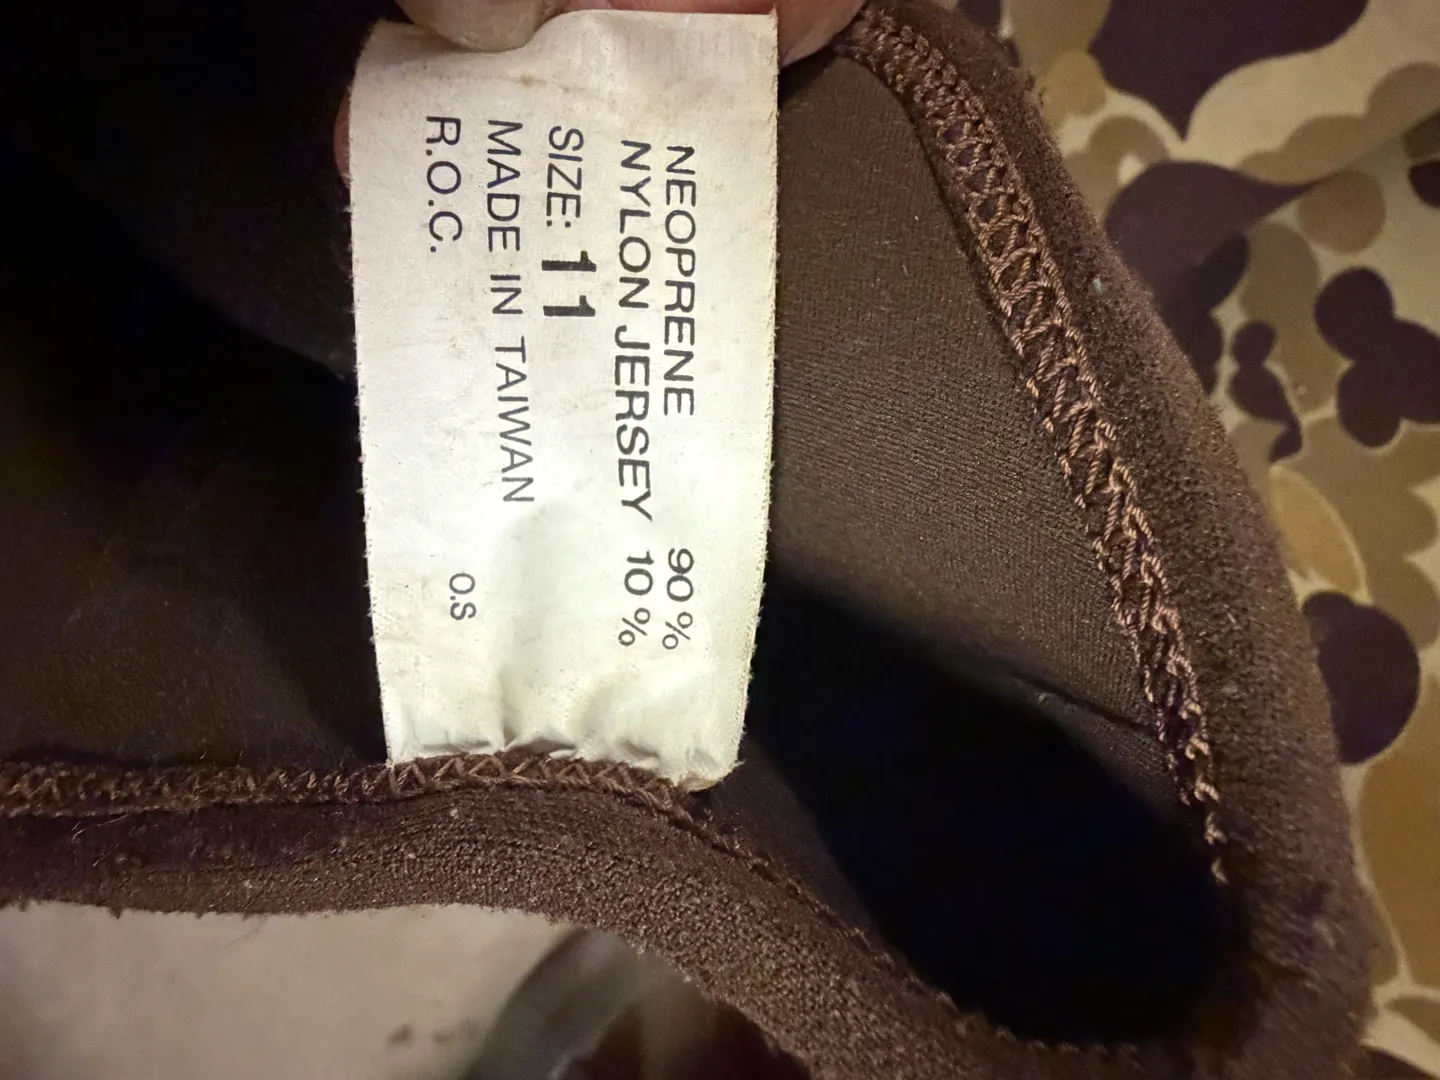 NEOPRENE 90%
NYLON JERSEY 10%
SIZE: 11
MADE IN TAIWAN
R.O.C. O.S